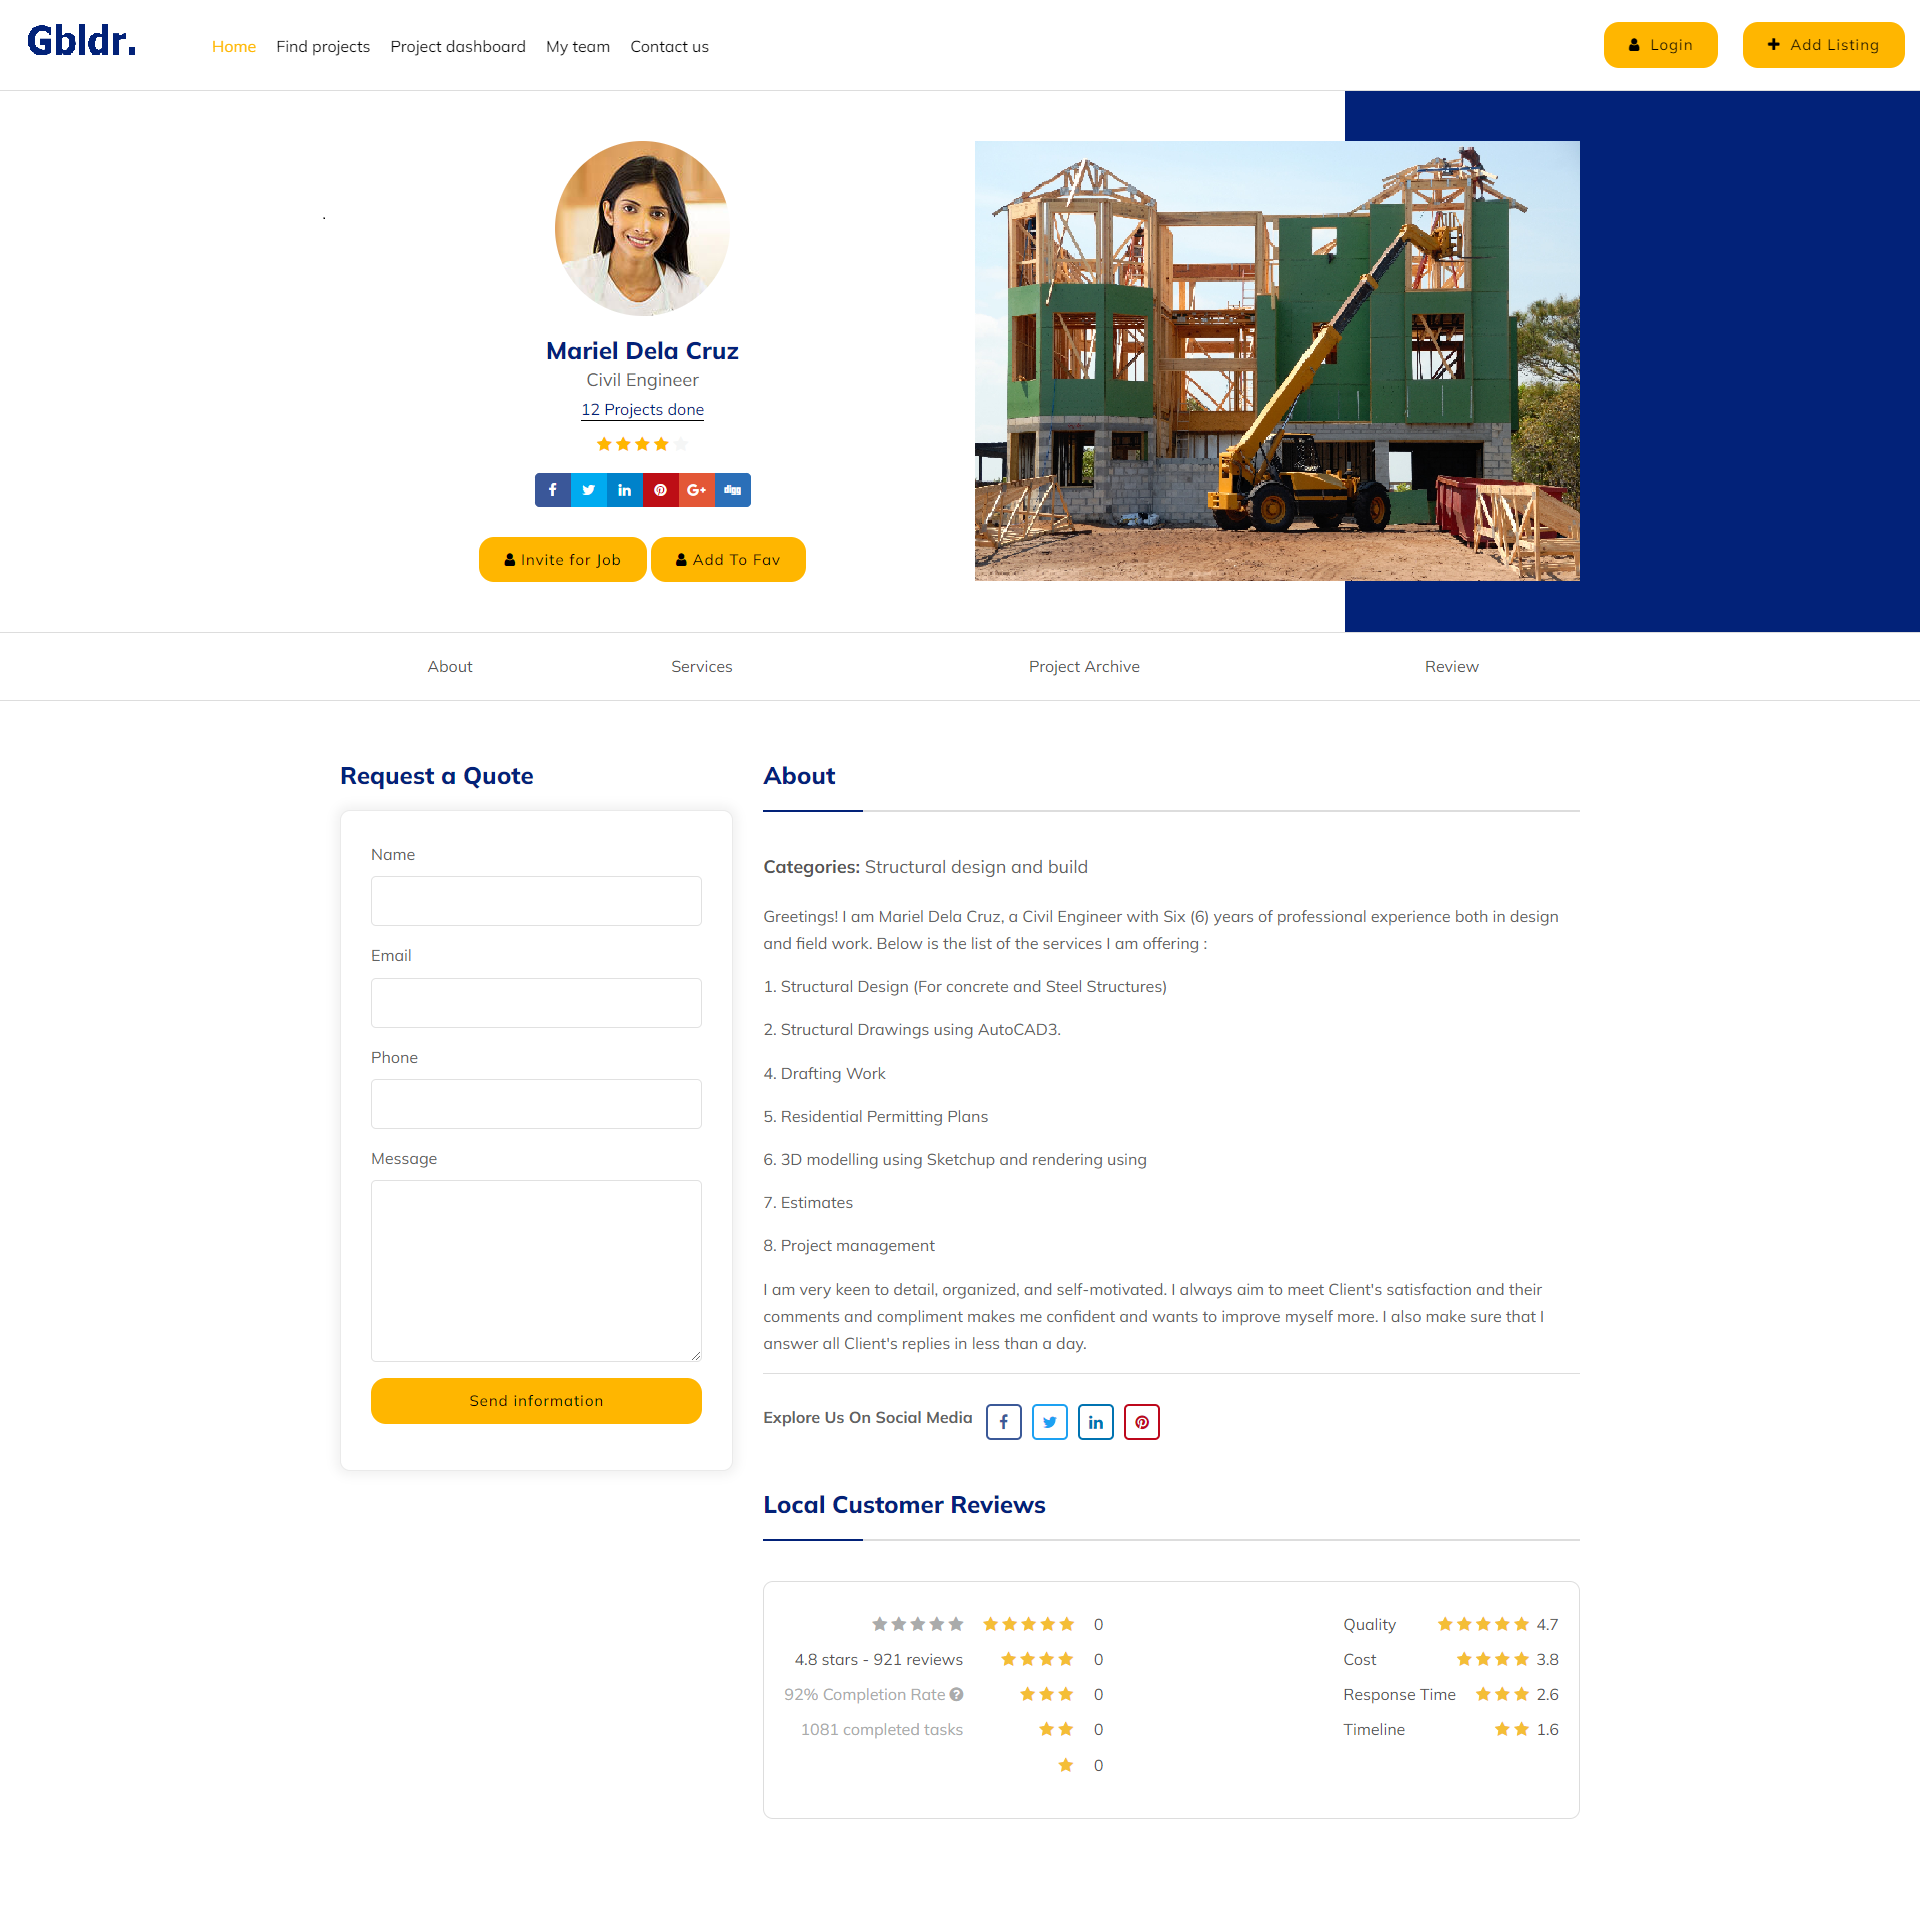 Gbldr.
Home Find projects Project dashboard My team Contact us
Login
Add Listing
Mariel Dela Cruz
Civil Engineer
12 Projects done
digg
Invite for Job
Add To Fav
About Services Project Archive Review
Request a Quote
Name
Email
Phone
Message
Send information
About
Categories: Structural design and build
Greetings! I am Mariel Dela Cruz, a Civil Engineer with Six (6) years of professional experience both in design
and field work. Below is the list of the services I am offering :
1. Structural Design (For concrete and Steel Structures)
2. Structural Drawings using AutoCAD3.
4. Drafting Work
5. Residential Permitting Plans
6. 3D modelling using Sketchup and rendering using
7. Estimates
8. Project management
I am very keen to detail, organized, and self-motivated. I always aim to meet Client's satisfaction and their
comments and compliment makes me confident and wants to improve myself more. I also make sure that I
answer all Client's replies in less than a day.
Explore Us On Social Media
Local Customer Reviews
4.8 stars - 921 reviews
92% Completion Rate
1081 completed tasks
0
0
0
0
0
Quality 4.7
Cost 3.8
Response Time 2.6
Timeline 1.6